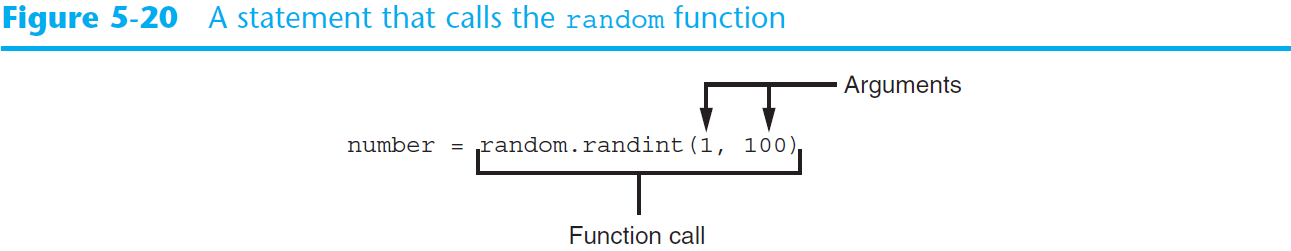 Figure 5-20 A statement that calls the random function
Arguments
number = random.randint(1, 100)
Function call